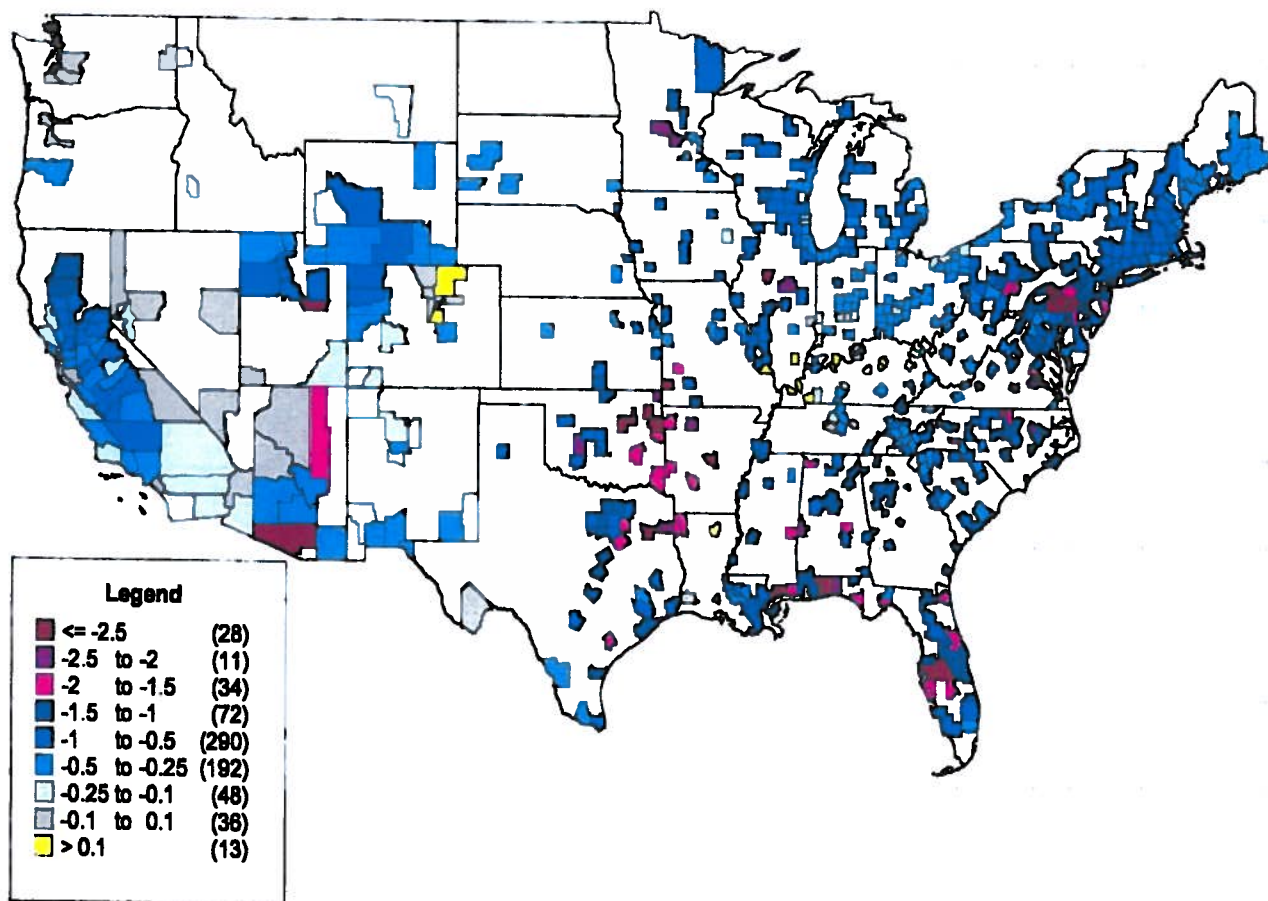 Legend
<= -2.5 (28)
-2.5 to -2 (11)
-2 to -1.5 (34)
-1.5 to -1 (72)
-1 to -0.5 (290)
-0.5 to -0.25 (192)
-0.25 to -0.1 (48)
-0.1 to 0.1 (36)
> 0.1 (13)